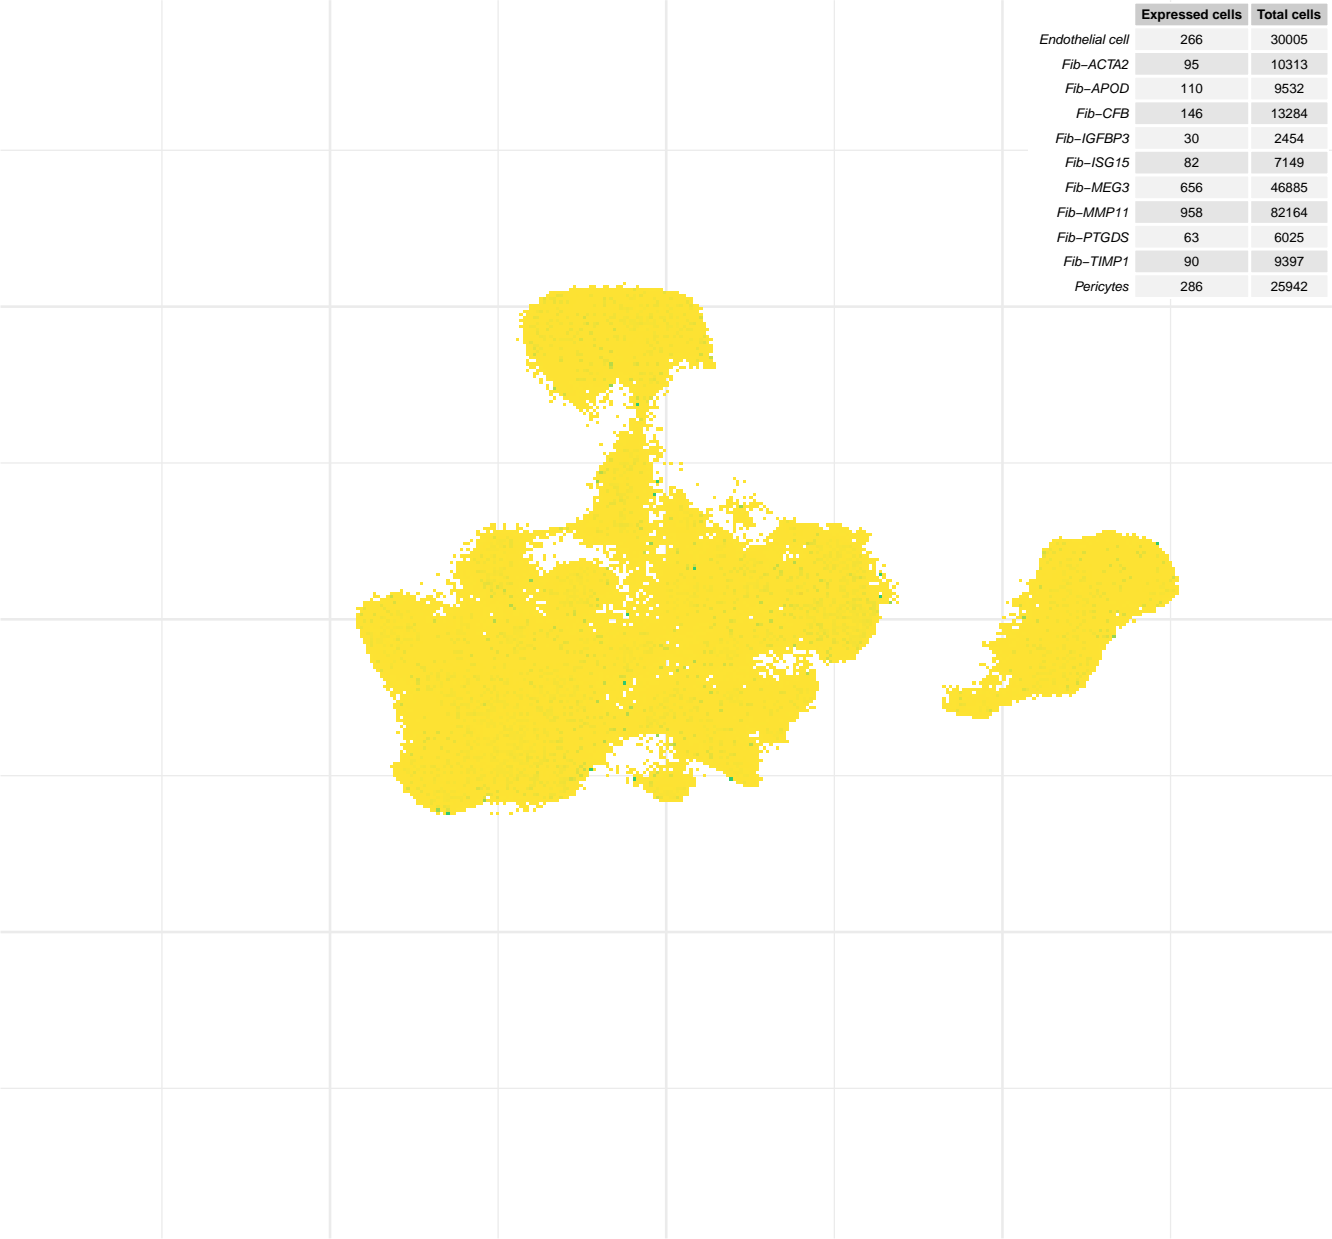 Expressed cells Total cells
Endothelial cell 266 30005
Fib−ACTA2 95 10313
Fib−APOD 110 9532
Fib−CFB 146 13284
Fib−IGFBP3 30 2454
Fib−ISG15 82 7149
Fib−MEG3 656 46885
Fib−MMP11 958 82164
Fib−PTGDS 63 6025
Fib−TIMP1 90 9397
Pericytes 286 25942